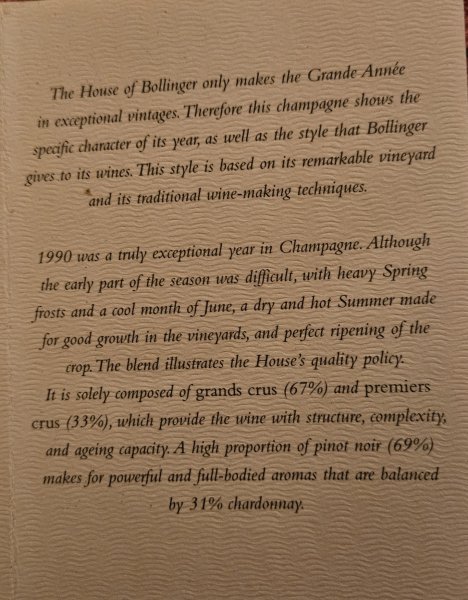 The House of Bollinger only makes the Grande Année
in exceptional vintages. Therefore this champagne shows the
specific character of its year, as well as the style that Bollinger
gives to its wines. This style is based on its remarkable vineyard
and its traditional wine-making techniques.
1990 was a truly exceptional year in Champagne. Although
the early part of the season was difficult, with heavy Spring
frosts and a cool month of June, a dry and hot Summer made
for good growth in the vineyards, and perfect ripening of the
crop. The blend illustrates the House's quality policy.
It is solely composed of grands crus (67%) and premiers
crus (33%), which provide the wine with structure, complexity,
and ageing capacity. A high proportion of pinot noir (69%)
makes for powerful and full-bodied aromas that are balanced
by 31% chardonnay.